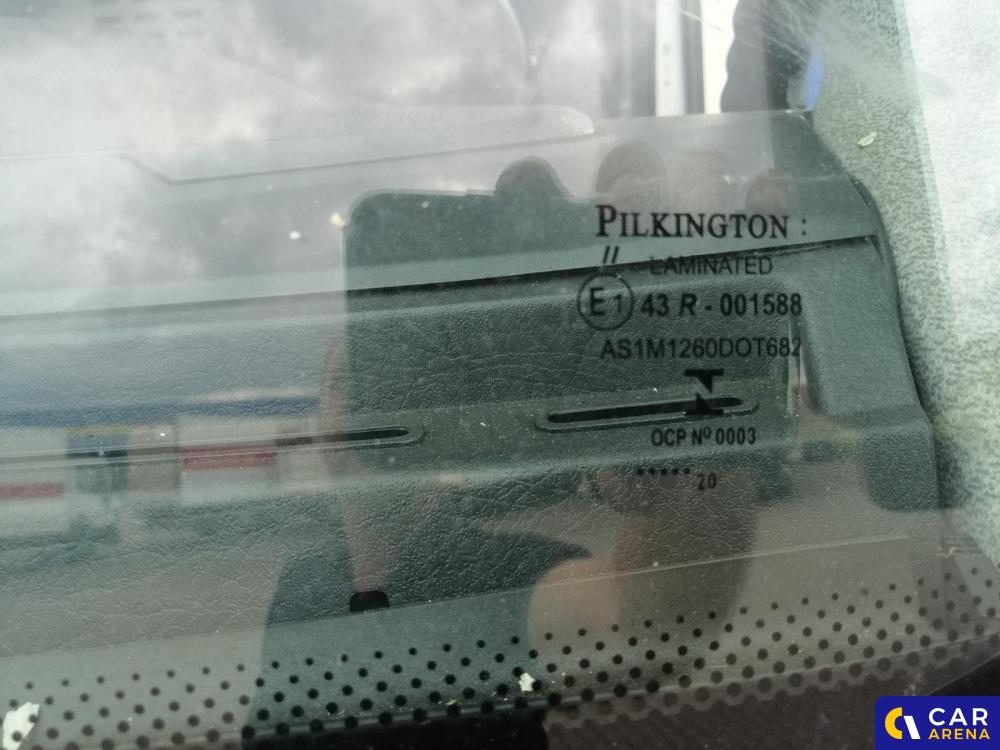 PILKINGTON :
// LAMINATED
E1 43 R - 001588
AS1M1260DOT682
OCP Nº 0003
••••• 20
CAR
ARENA